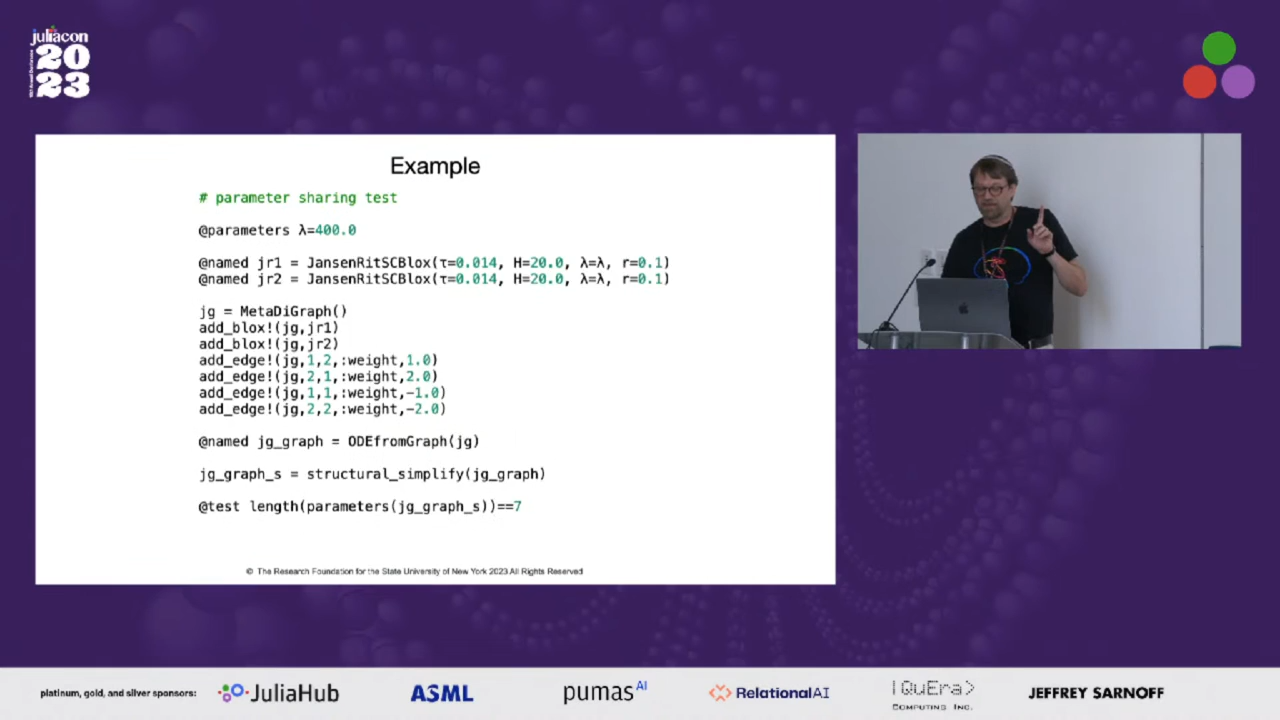 juliacon
20
23
Example
# parameter sharing test
@parameters λ=400.0
@named jr1 = JansenRitSCBlox(τ=0.014, H=20.0, λ=λ, r=0.1)
@named jr2 = JansenRitSCBlox(τ=0.014, H=20.0, λ=λ, r=0.1)
jg = MetaDiGraph()
add_blox!(jg,jr1)
add_blox!(jg,jr2)
add_edge!(jg,1,2,:weight,1.0)
add_edge!(jg,2,1,:weight,2.0)
add_edge!(jg,1,1,:weight,-1.0)
add_edge!(jg,2,2,:weight,-2.0)
@named jg_graph = ODEfromGraph(jg)
jg_graph_s = structural_simplify(jg_graph)
@test length(parameters(jg_graph_s))==7
© The Research Foundation for the State University of New York 2023 All Rights Reserved
platinum, gold, and silver sponsors:
JuliaHub
ASML
pumasAI
RelationalAI
|QuEra>
COMPUTING INC.
JEFFREY SARNOFF